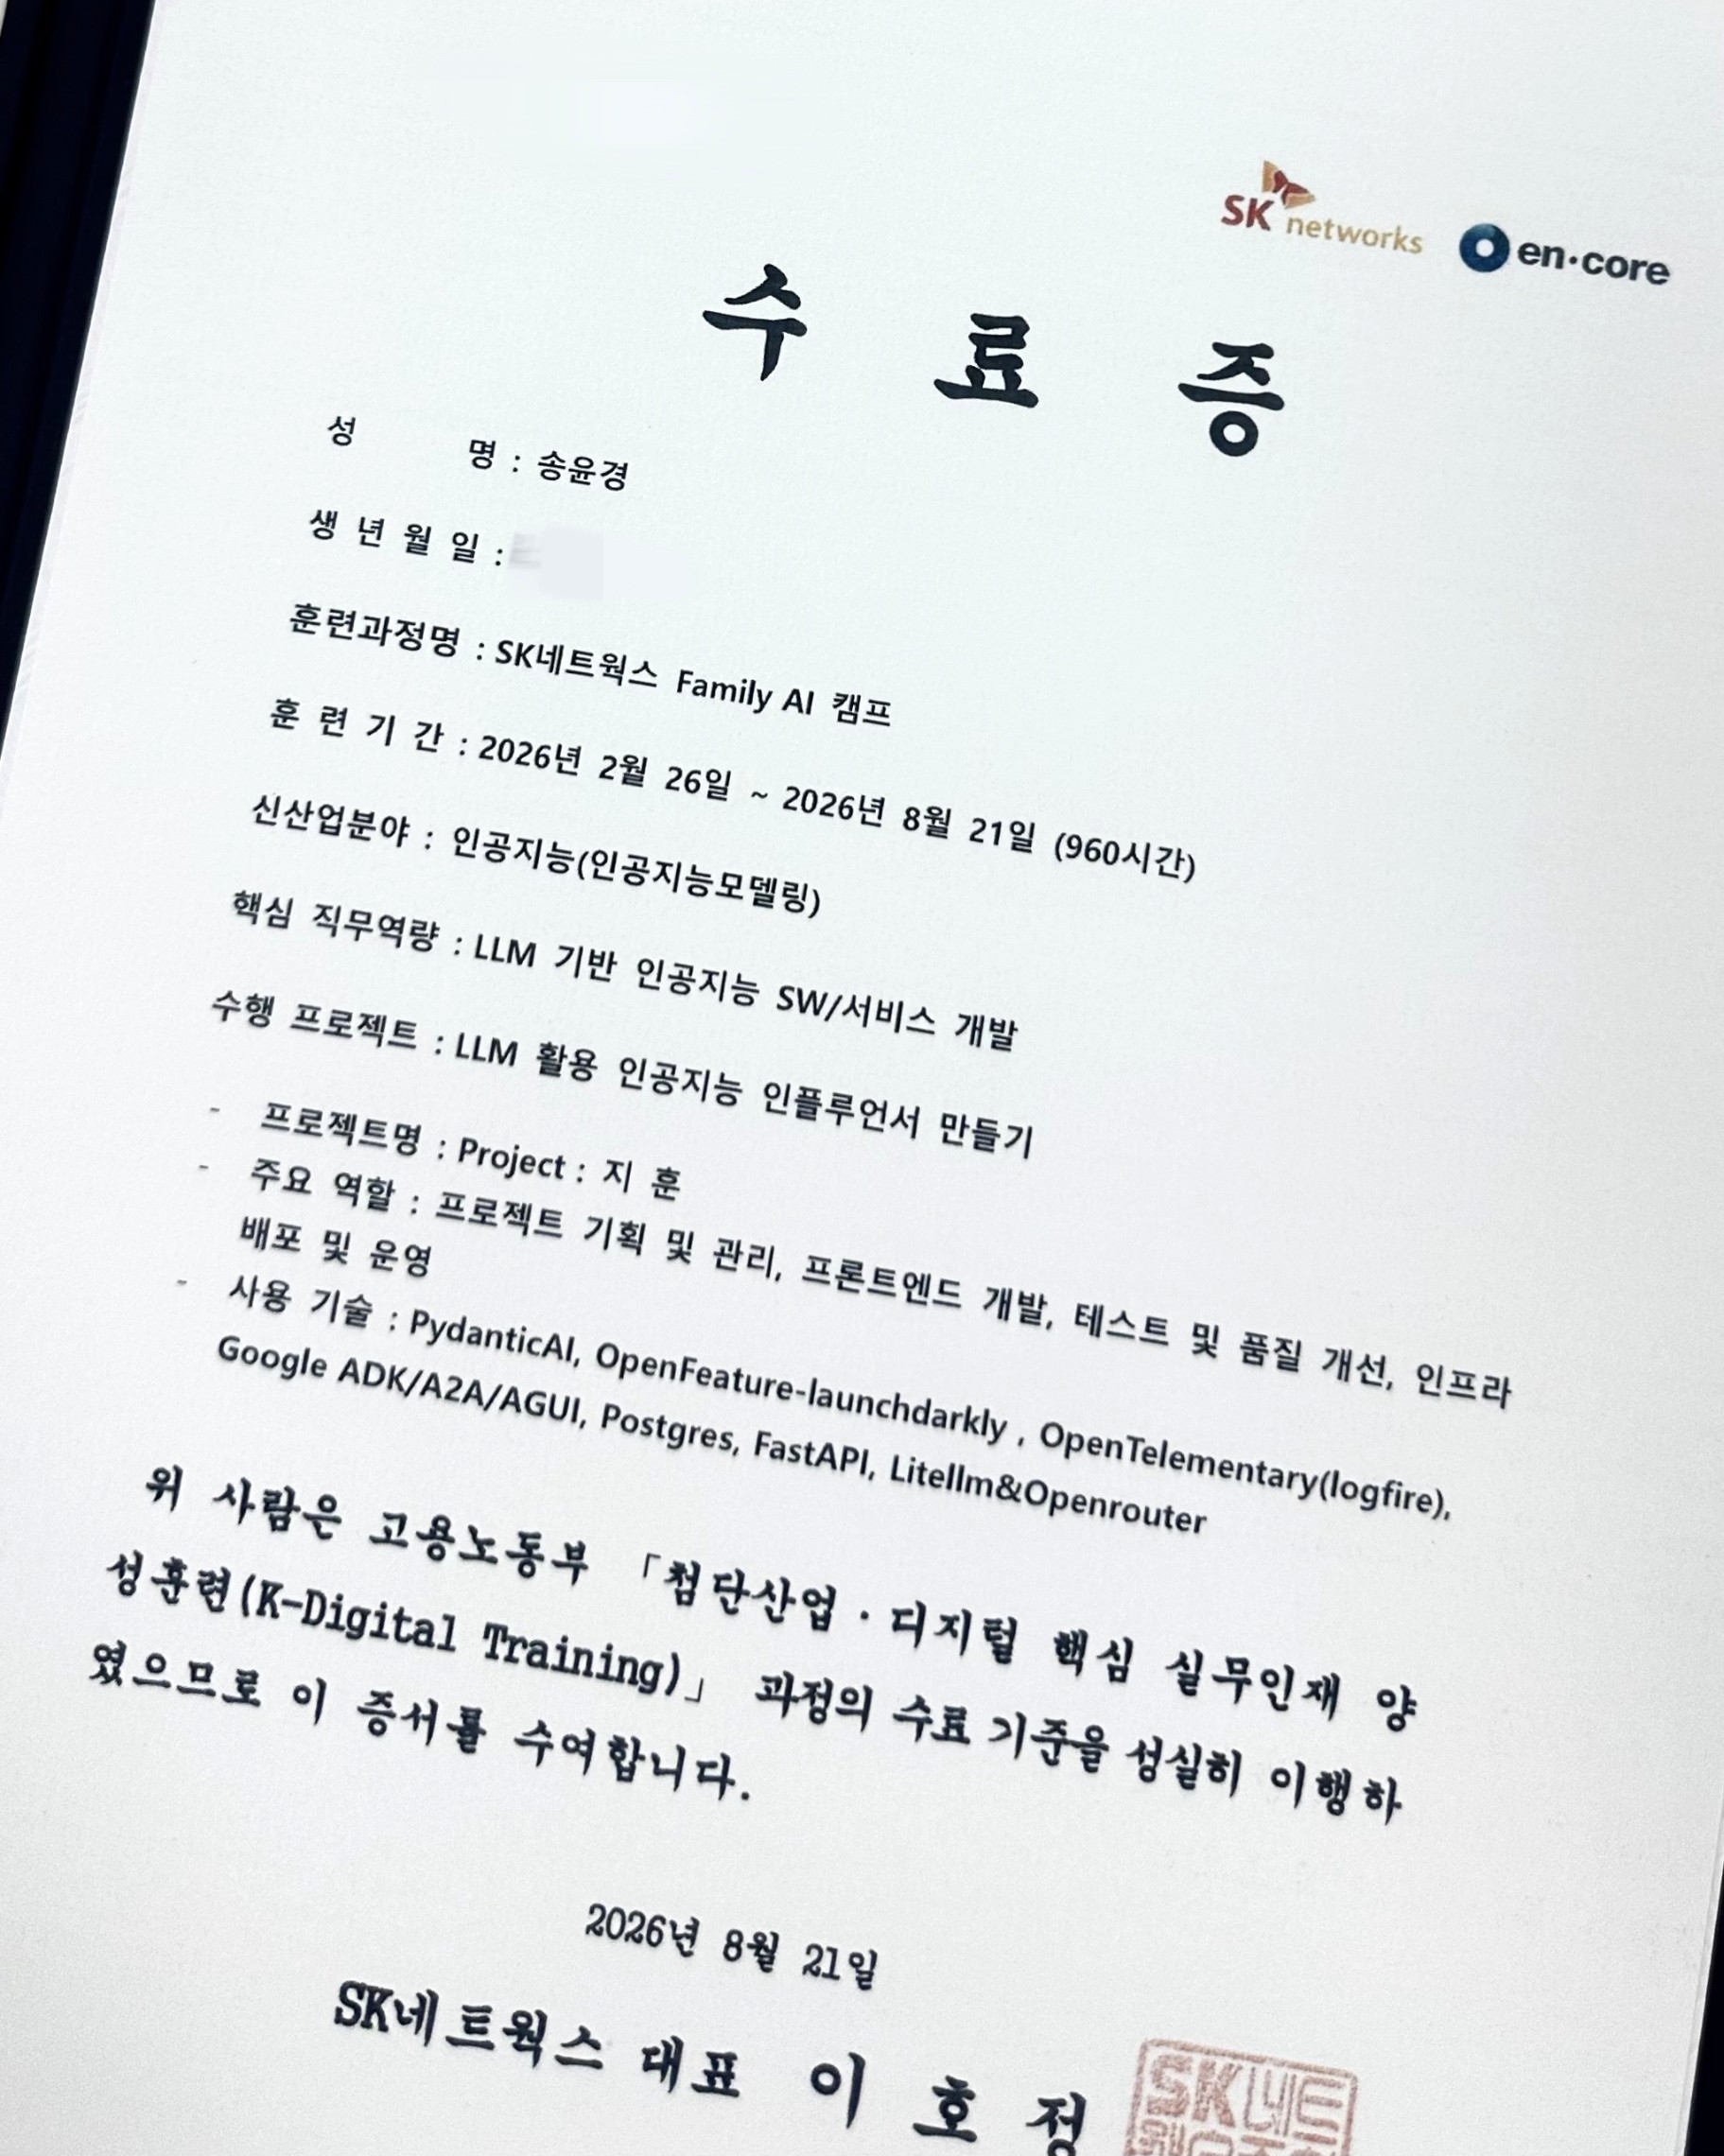 SK networks en·core
수 료 증
성 명 : 송윤경
생 년 월 일 :
훈련과정명 : SK네트웍스 Family AI 캠프
훈 련 기 간 : 2026년 2월 26일 ~ 2026년 8월 21일 (960시간)
신산업분야 : 인공지능(인공지능모델링)
핵심 직무역량 : LLM 기반 인공지능 SW/서비스 개발
수행 프로젝트 : LLM 활용 인공지능 인플루언서 만들기
- 프로젝트명 : Project : 지 훈
- 주요 역할 : 프로젝트 기획 및 관리, 프론트엔드 개발, 테스트 및 품질 개선, 인프라
배포 및 운영
- 사용 기술 : PydanticAI, OpenFeature-launchdarkly , OpenTelementary(logfire),
Google ADK/A2A/AGUI, Postgres, FastAPI, Litellm&Openrouter
위 사람은 고용노동부 「첨단산업·디지털 핵심 실무인재 양
성훈련(K-Digital Training)」 과정의 수료 기준을 성실히 이행하
였으므로 이 증서를 수여합니다.
2026년 8월 21일
SK네트웍스 대표 이 호 정
SK네트